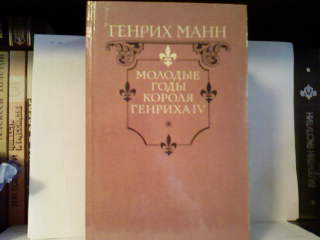 ГЕНРИХ МАНН
МОЛОДЫЕ
ГОДЫ
КОРОЛЯ
ГЕНРИХА IV